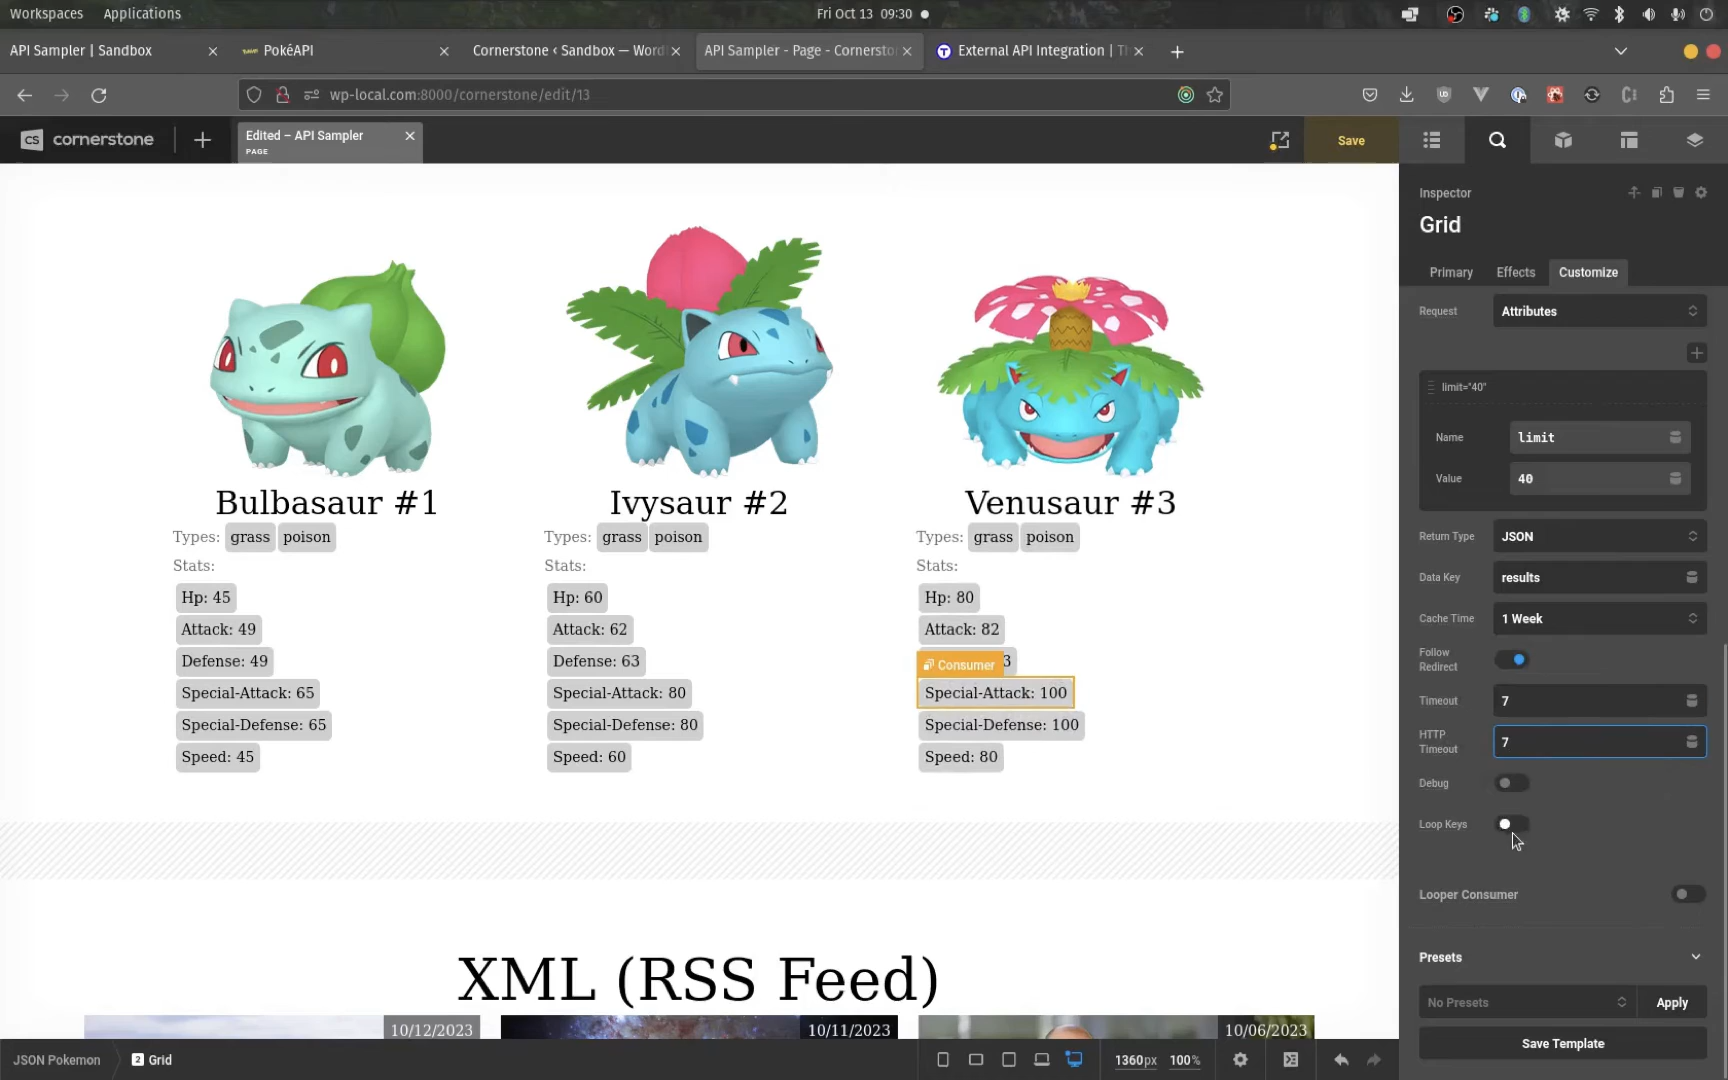 Workspaces Applications Fri Oct 13 09:30
API Sampler | Sandbox PokéAPI Cornerstone ‹ Sandbox — Word API Sampler - Page - Cornersto External API Integration | Th
wp-local.com:8000/cornerstone/edit/13
CS cornerstone Edited – API Sampler Save
PAGE
Inspector
Grid
Primary Effects Customize
Request Attributes
limit="40"
Name limit
Value 40
Return Type JSON
Data Key results
Cache Time 1 Week
Follow
Redirect
Timeout 7
HTTP
Timeout 7
Debug
Loop Keys
Looper Consumer
Presets
No Presets Apply
Save Template
Bulbasaur #1
Types: grass poison
Stats:
Hp: 45
Attack: 49
Defense: 49
Special-Attack: 65
Special-Defense: 65
Speed: 45
Ivysaur #2
Types: grass poison
Stats:
Hp: 60
Attack: 62
Defense: 63
Special-Attack: 80
Special-Defense: 80
Speed: 60
Venusaur #3
Types: grass poison
Stats:
Hp: 80
Attack: 82
Consumer 3
Special-Attack: 100
Special-Defense: 100
Speed: 80
XML (RSS Feed)
10/12/2023 10/11/2023 10/06/2023
JSON Pokemon 2 Grid 1360px 100%